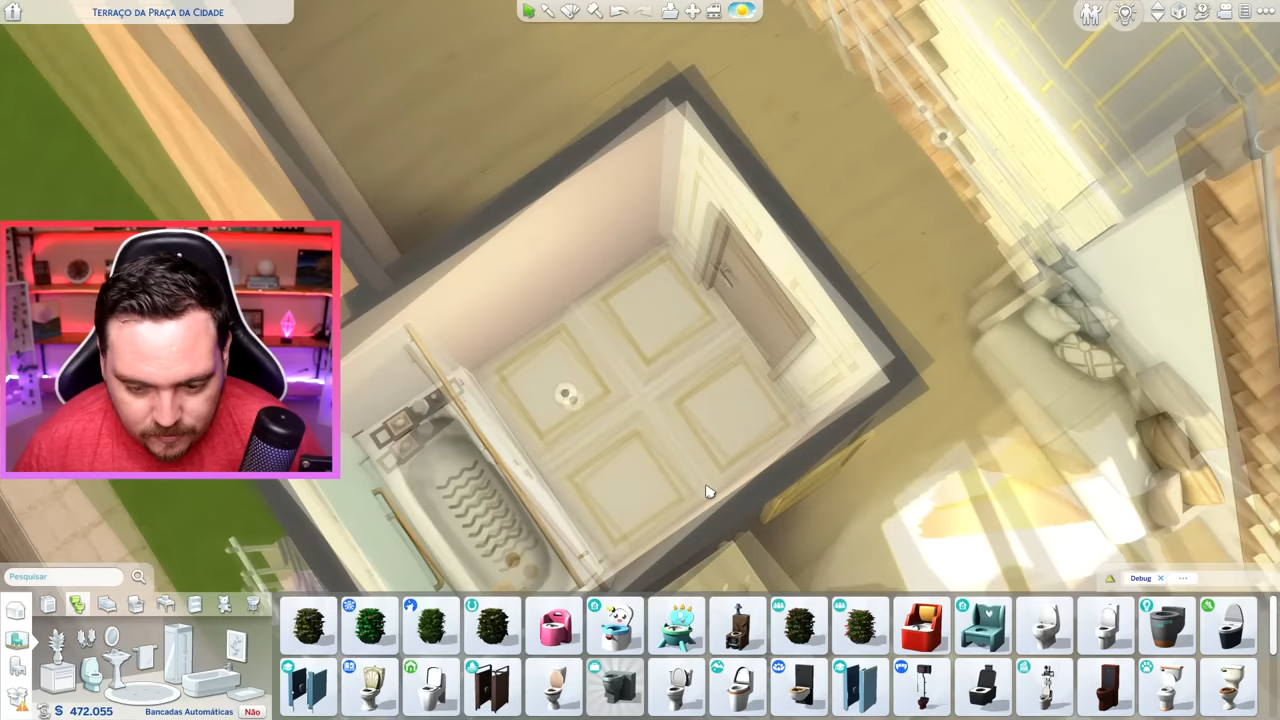 TERRAÇO DA PRAÇA DA CIDADE
Debug
Pesquisar
$ 472.055
Bancadas Automáticas
Não